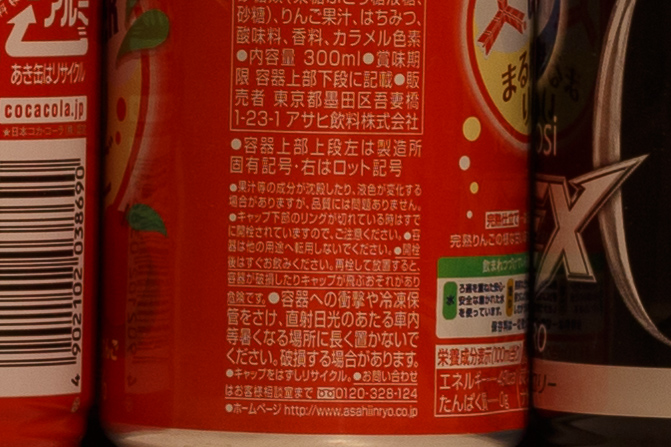 アルミ
あき缶はリサイクル
cocacola.jp
4 902102 038690
砂糖)、りんご果汁、はちみつ、
酸味料、香料、カラメル色素
●内容量 300ml●賞味期
限 容器上部下段に記載●販
売者 東京都墨田区吾妻橋
1-23-1 アサヒ飲料株式会社
●容器上部上段左は製造所
固有記号・右はロット記号
●果汁等の成分が沈殿したり、液色が変化する
場合がありますが、品質には問題ありません。
●キャップ下部のリングが切れている時はすで
に開栓されていますので、ご注意ください。●容
器は他の用途へ転用しないでください。●開栓
後はすぐお飲みください。再栓して放置すると、
容器が破損したりキャップが飛ぶおそれがあり
危険です。●容器への衝撃や冷凍保
管をさけ、直射日光のあたる車内
等暑くなる場所に長く置かないで
ください。破損する場合があります。
●キャップをはずしリサイクル。●お問い合わせ
はお客様相談室まで 0120-328-124
●ホームページ http://www.asahiinryo.co.jp
まる
完熟りんごの
栄養成分表示(100ml当り)
エネルギー
たんぱく質 0g
EX